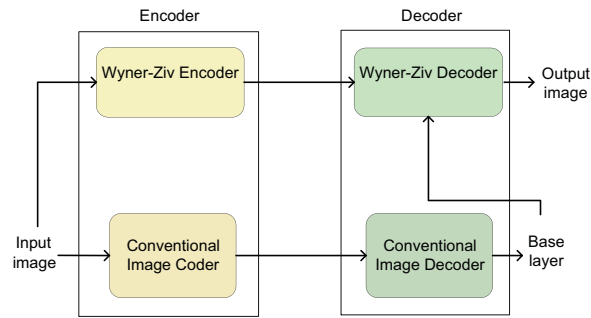 Encoder
Decoder
Wyner-Ziv Encoder
Wyner-Ziv Decoder
Output
image
Input
image
Conventional
Image Coder
Conventional
Image Decoder
Base
layer